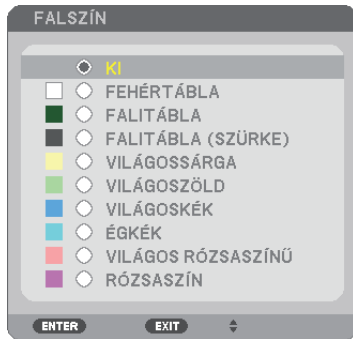 FALSZÍN
KI
FEHÉRTÁBLA
FALITÁBLA
FALITÁBLA (SZÜRKE)
VILÁGOSSÁRGA
VILÁGOSZÖLD
VILÁGOSKÉK
ÉGKÉK
VILÁGOS RÓZSASZÍNŰ
RÓZSASZÍN
ENTER EXIT